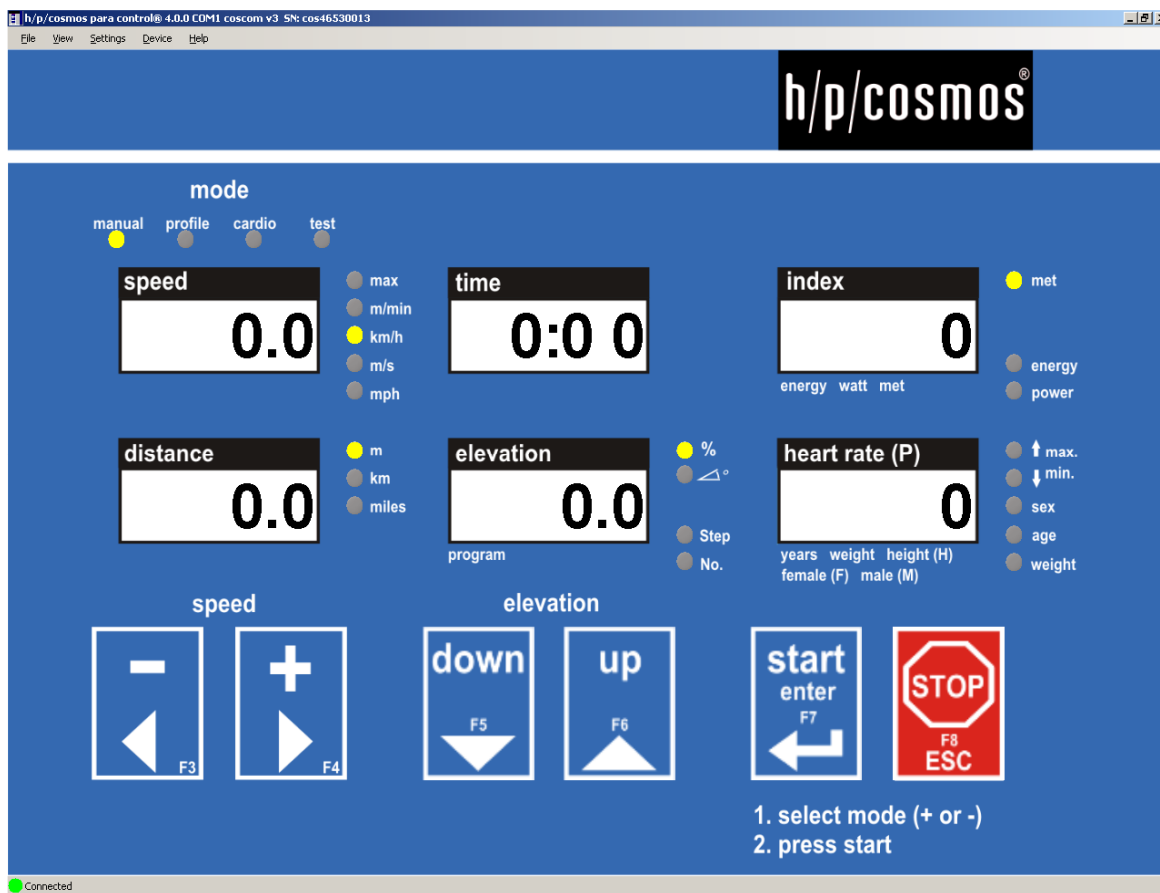 h/p/cosmos para control® 4.0.0 COM1 coscom v3 SN: cos46530013
File View Settings Device Help
h/p/cosmos®
mode
manual profile cardio test
speed
0.0
max
m/min
km/h
m/s
mph
time
0:0 0
index
0
energy watt met
met
energy
power
distance
0.0
m
km
miles
elevation
0.0
program
%
°
Step
No.
heart rate (P)
0
years weight height (H)
female (F) male (M)
max.
min.
sex
age
weight
speed
-
F3
+
F4
elevation
down
F5
up
F6
start
enter
F7
STOP
F8
ESC
1. select mode (+ or -)
2. press start
Connected